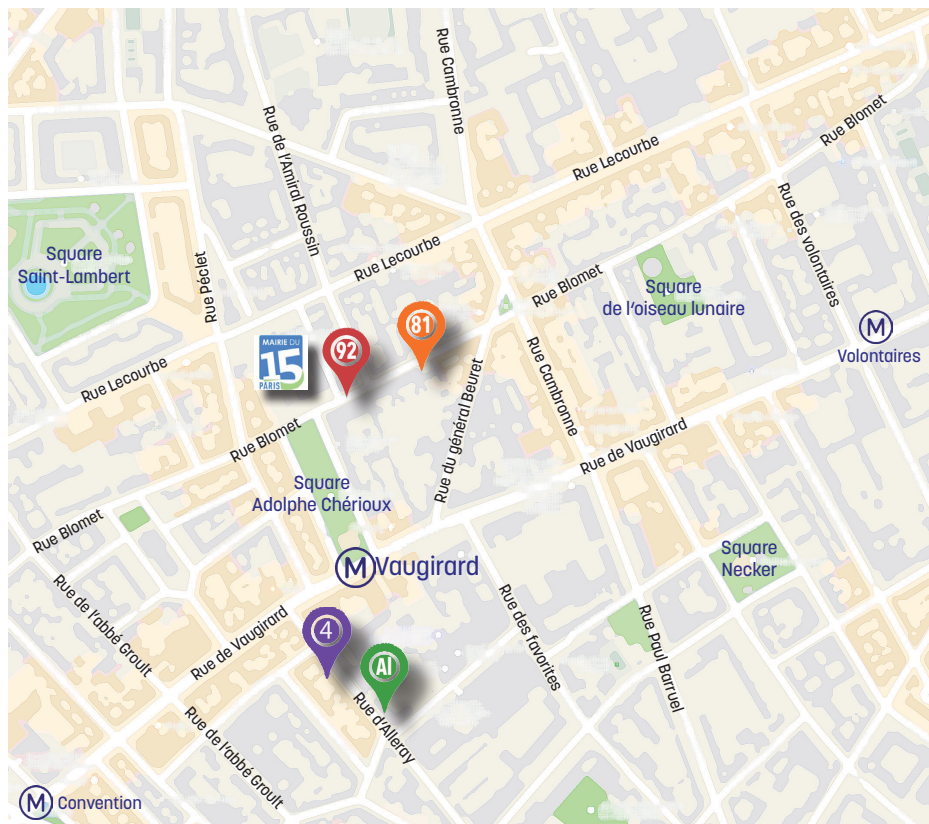 Rue Cambronne
Rue Blomet
Rue de l'Amiral Roussin
Rue Lecourbe
Rue des volontaires
Rue Lecourbe
Square
Saint-Lambert
Rue Péclet
Rue Blomet
Square
de l'oiseau lunaire
M
Volontaires
81
92
MAIRIE DU
15
PARIS
Rue Lecourbe
Rue du général Beuret
Rue Cambronne
Rue Blomet
Rue de Vaugirard
Square
Adolphe Chérioux
Rue Blomet
M Vaugirard
Square
Necker
Rue de l'abbé Groult
Rue de Vaugirard
Rue des favorites
Rue Paul Barruel
4
AI
Rue d'Alleray
Rue de l'abbé Groult
M Convention